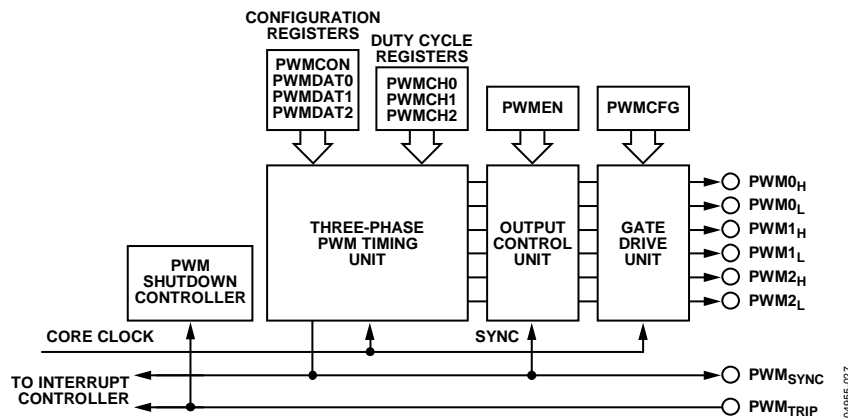 CONFIGURATION
REGISTERS
DUTY CYCLE
REGISTERS
PWMCON
PWMDAT0
PWMDAT1
PWMDAT2
PWMCH0
PWMCH1
PWMCH2
PWMEN
PWMCFG
THREE-PHASE
PWM TIMING
UNIT
OUTPUT
CONTROL
UNIT
GATE
DRIVE
UNIT
PWM0H
PWM0L
PWM1H
PWM1L
PWM2H
PWM2L
PWM
SHUTDOWN
CONTROLLER
CORE CLOCK
SYNC
TO INTERRUPT
CONTROLLER
PWMSYNC
PWMTRIP
04955-027